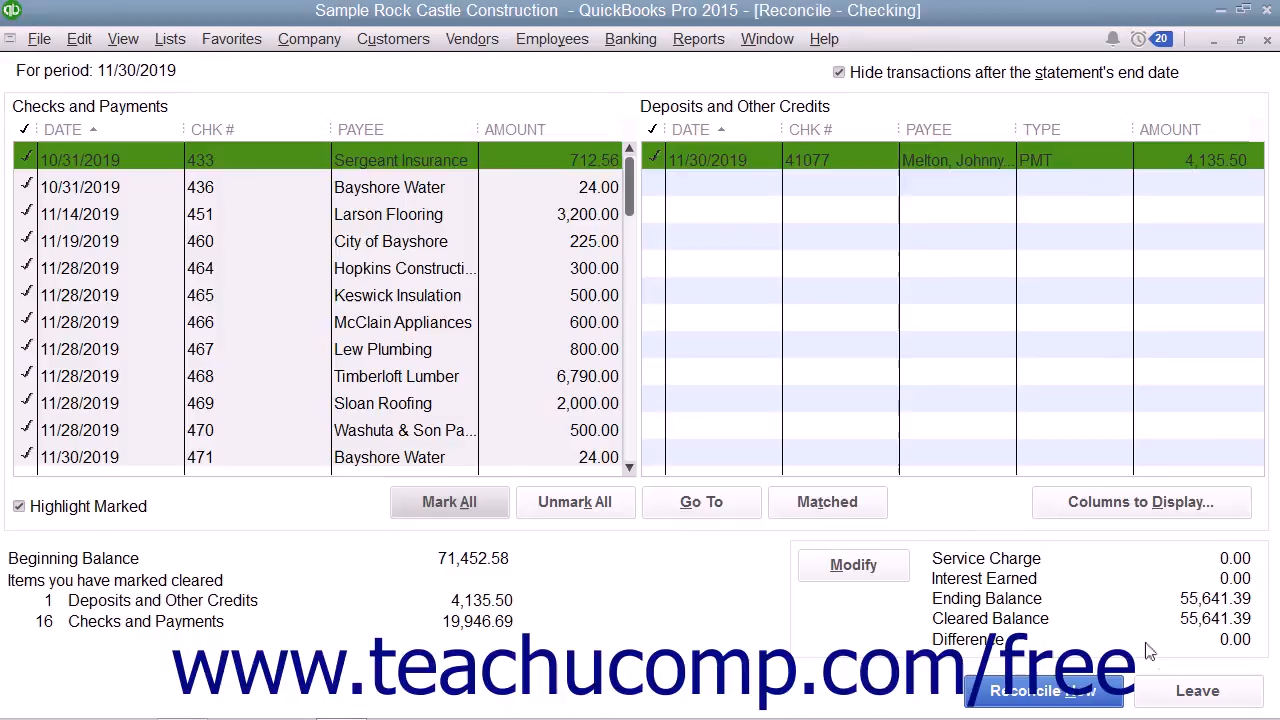 Sample Rock Castle Construction - QuickBooks Pro 2015 - [Reconcile - Checking]
File Edit View Lists Favorites Company Customers Vendors Employees Banking Reports Window Help 20
For period: 11/30/2019
Hide transactions after the statement's end date
Checks and Payments
Deposits and Other Credits
✓ DATE CHK # PAYEE AMOUNT
✓ DATE CHK # PAYEE TYPE AMOUNT
10/31/2019 433 Sergeant Insurance 712.56
11/30/2019 41077 Melton, Johnny... PMT 4,135.50
10/31/2019 436 Bayshore Water 24.00
11/14/2019 451 Larson Flooring 3,200.00
11/19/2019 460 City of Bayshore 225.00
11/28/2019 464 Hopkins Constructi... 300.00
11/28/2019 465 Keswick Insulation 500.00
11/28/2019 466 McClain Appliances 600.00
11/28/2019 467 Lew Plumbing 800.00
11/28/2019 468 Timberloft Lumber 6,790.00
11/28/2019 469 Sloan Roofing 2,000.00
11/28/2019 470 Washuta & Son Pa... 500.00
11/30/2019 471 Bayshore Water 24.00
Highlight Marked
Mark All Unmark All Go To Matched Columns to Display...
Beginning Balance 71,452.58
Items you have marked cleared
1 Deposits and Other Credits 4,135.50
16 Checks and Payments 19,946.69
Modify
Service Charge 0.00
Interest Earned 0.00
Ending Balance 55,641.39
Cleared Balance 55,641.39
Difference 0.00
www.teachucomp.com/free
Reconcile Now Leave